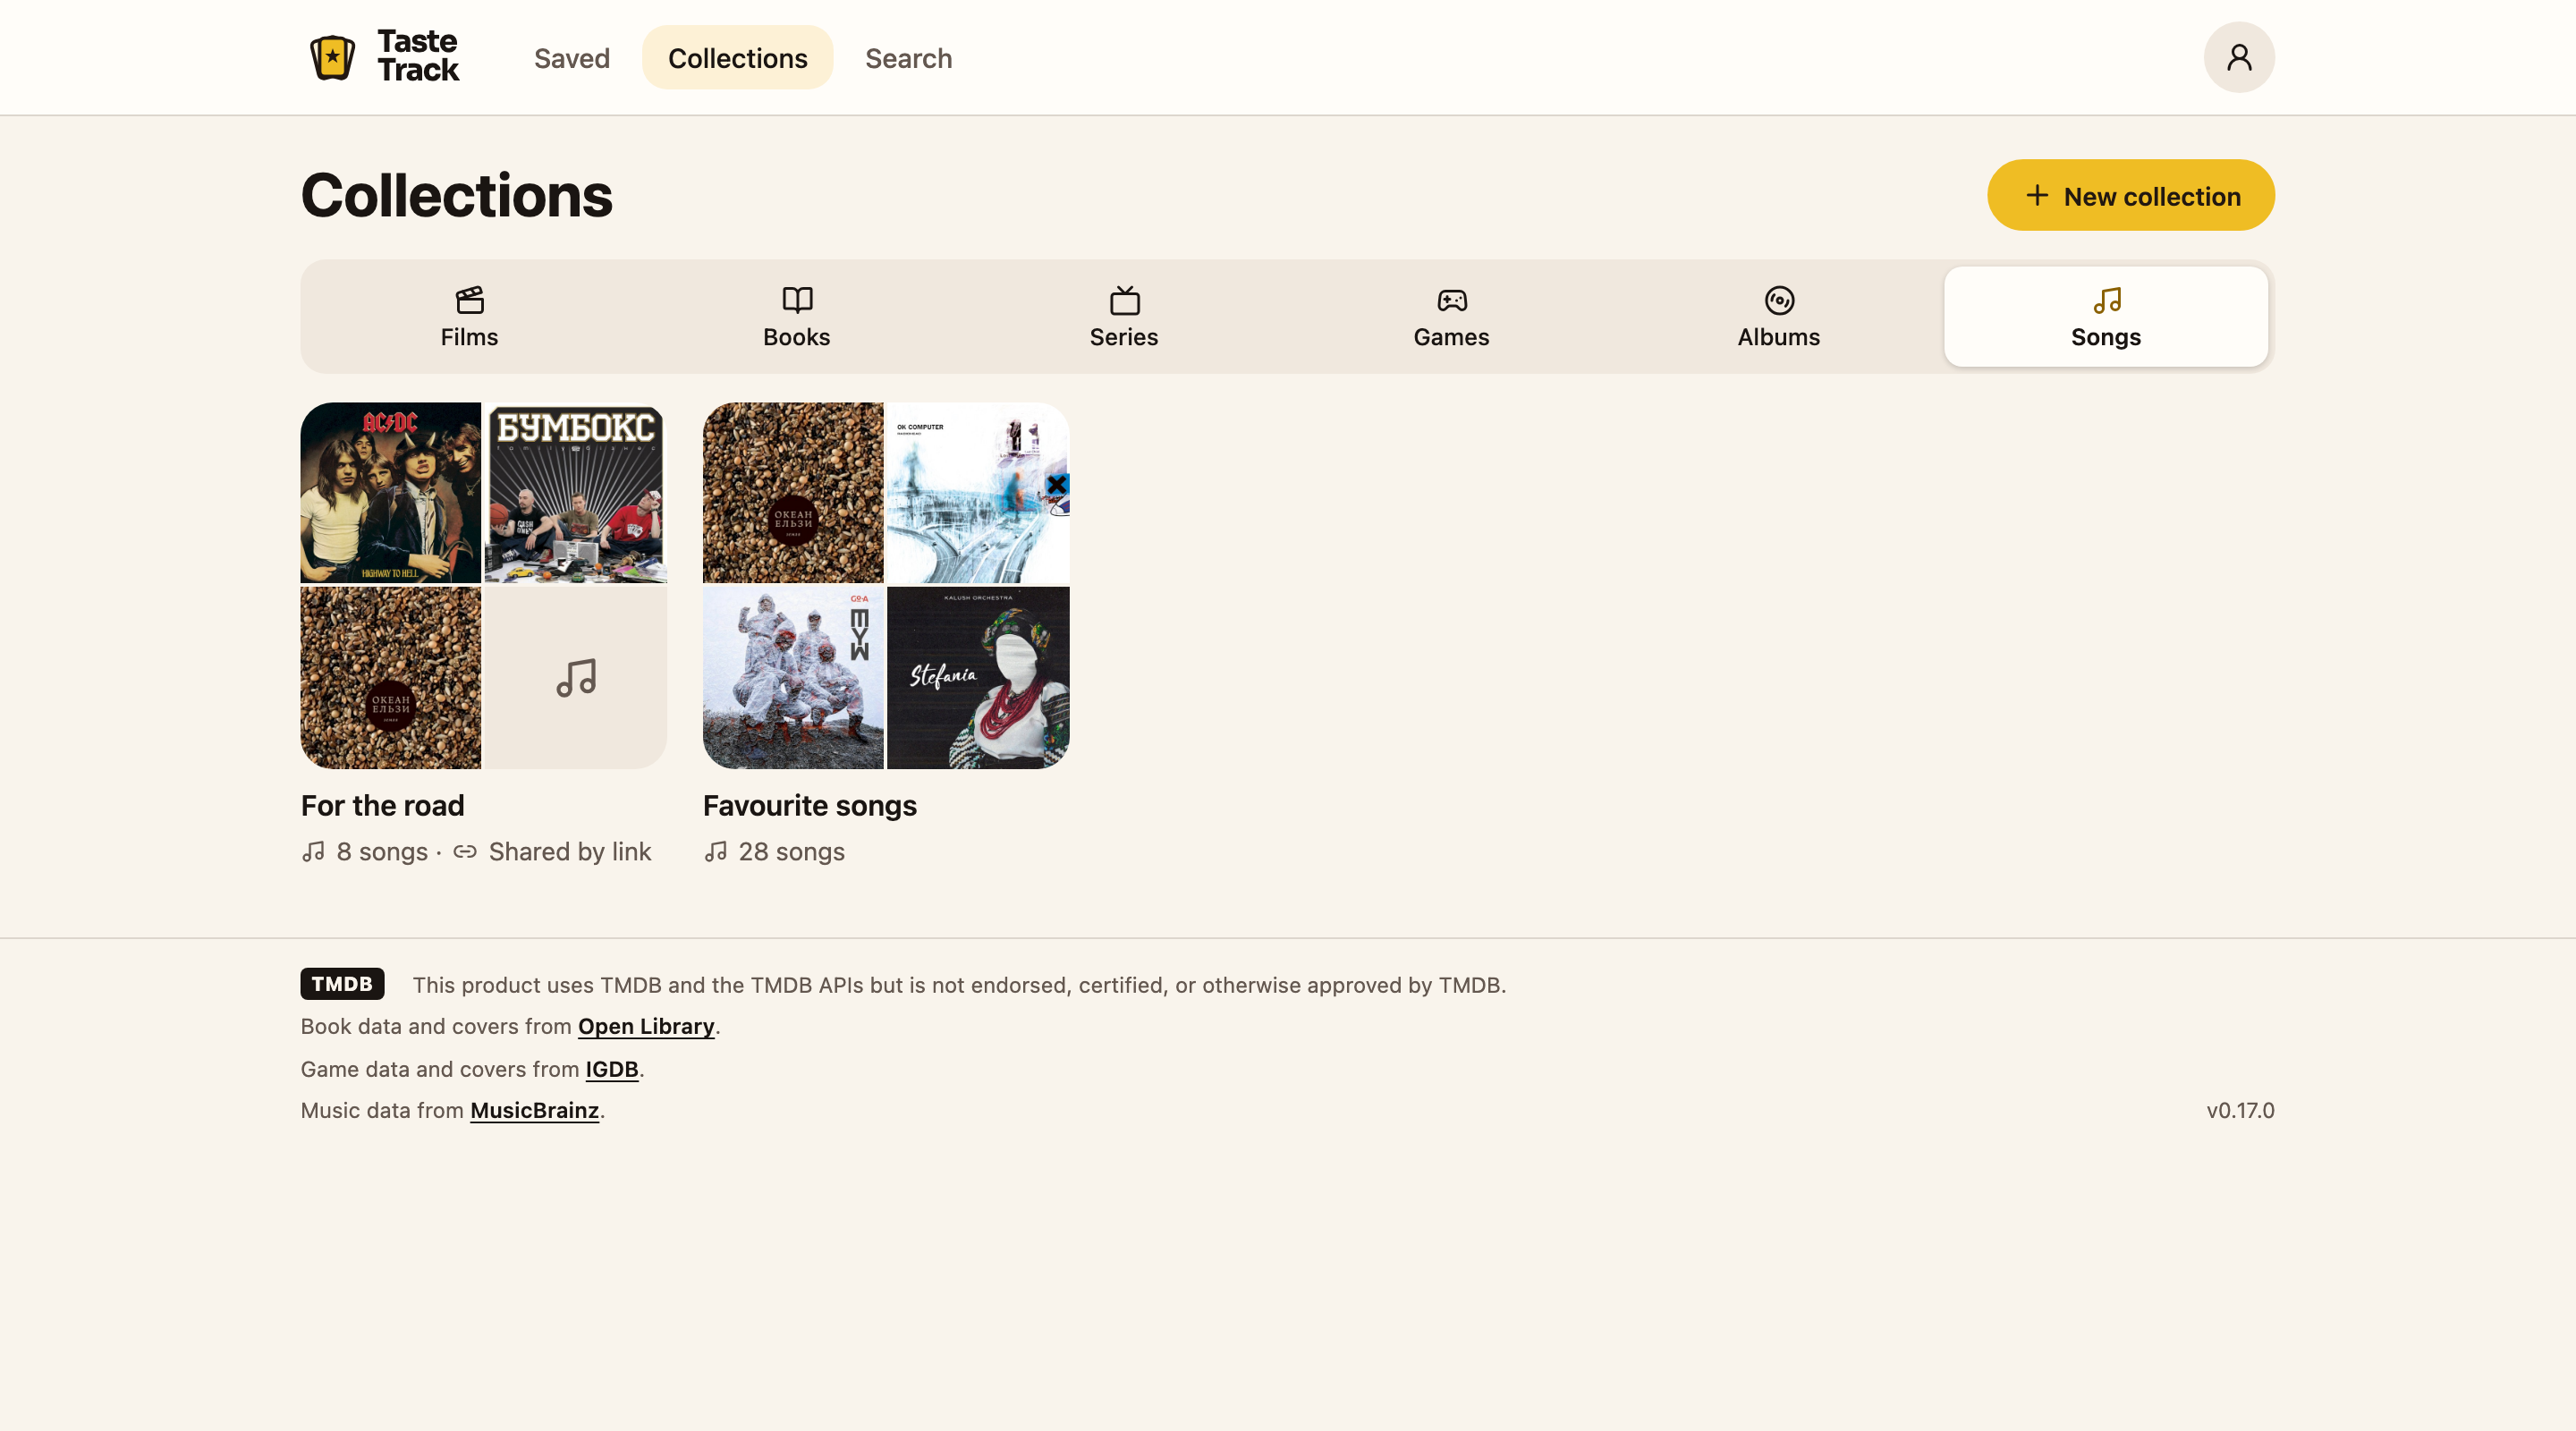 Taste
Track
Saved
Collections
Search
Collections
New collection
Films
Books
Series
Games
Albums
Songs
AC/DC
HIGHWAY TO HELL
БУМБОКС
ОКЕАН
ЕЛЬЗИ
ОКЕАН
ЕЛЬЗИ
OK COMPUTER
GO-A
KALUSH ORCHESTRA
Stefania
For the road
8 songs · Shared by link
Favourite songs
28 songs
TMDB
This product uses TMDB and the TMDB APIs but is not endorsed, certified, or otherwise approved by TMDB.
Book data and covers from Open Library.
Game data and covers from IGDB.
Music data from MusicBrainz.
v0.17.0